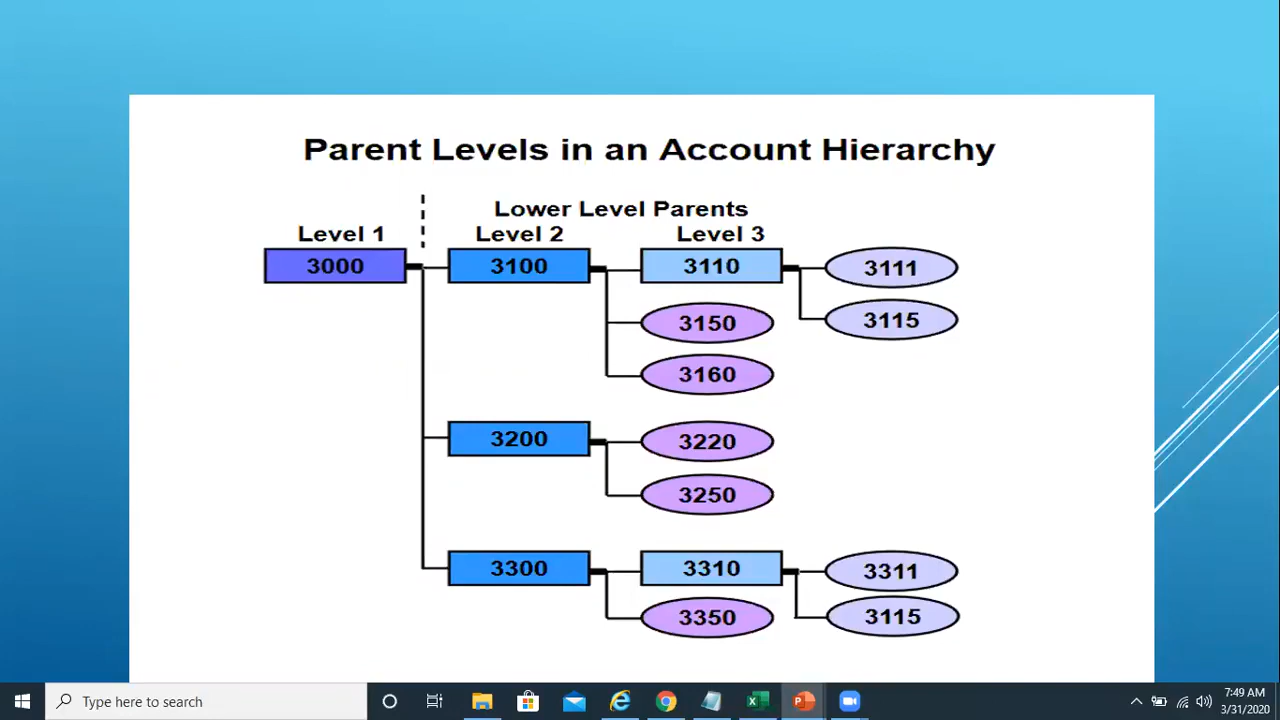 Parent Levels in an Account Hierarchy
Lower Level Parents
Level 1 Level 2 Level 3
3000 3100 3110 3111
3150 3115
3160
3200 3220
3250
3300 3310 3311
3350 3115
Type here to search
7:49 AM
3/31/2020